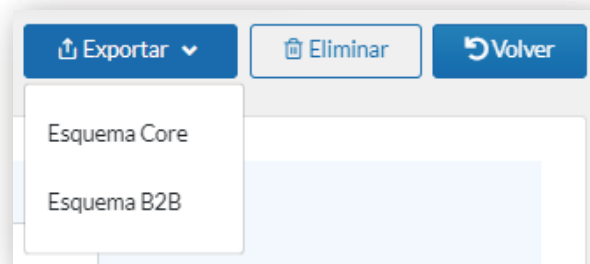 Exportar
Eliminar
Volver
Esquema Core
Esquema B2B